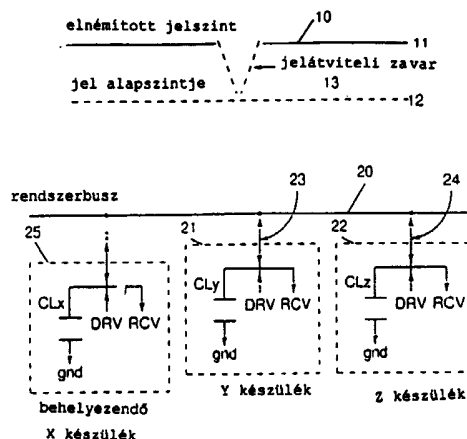 elnémított jelszint
10
11
jelátviteli zavar
jel alapszintje
13
12
rendszerbusz
23
20
24
25
21
22
CLx
DRV RCV
gnd
CLy
DRV RCV
gnd
CLz
DRV RCV
gnd
behelyezendő
X készülék
Y készülék
Z készülék